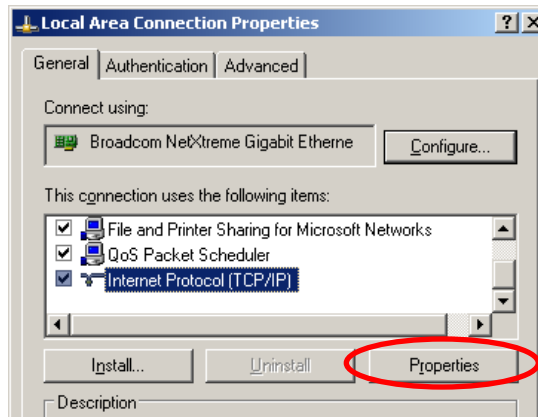 Local Area Connection Properties
General Authentication Advanced
Connect using:
Broadcom NetXtreme Gigabit Etherne Configure...
This connection uses the following items:
File and Printer Sharing for Microsoft Networks
QoS Packet Scheduler
Internet Protocol (TCP/IP)
Install... Uninstall Properties
Description